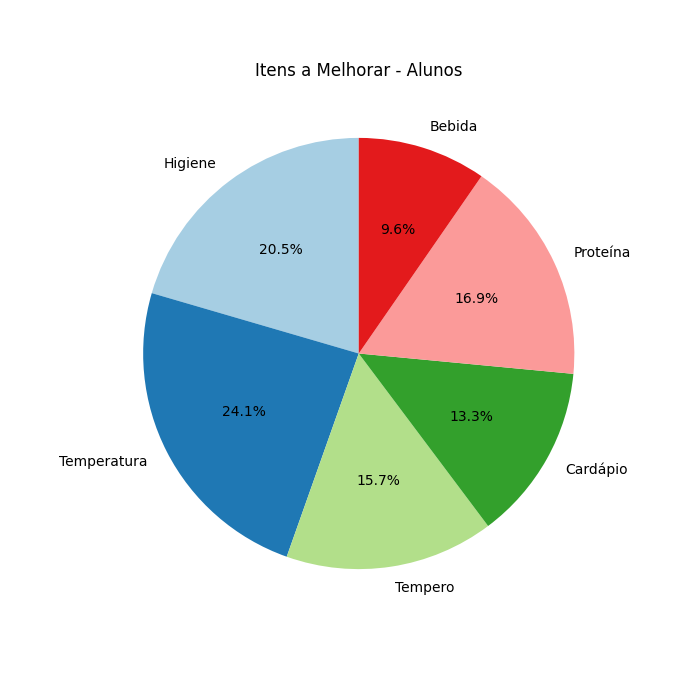 Itens a Melhorar - Alunos
Bebida
Higiene
9.6%
20.5%
Proteína
16.9%
24.1%
13.3%
Temperatura
Cardápio
15.7%
Tempero